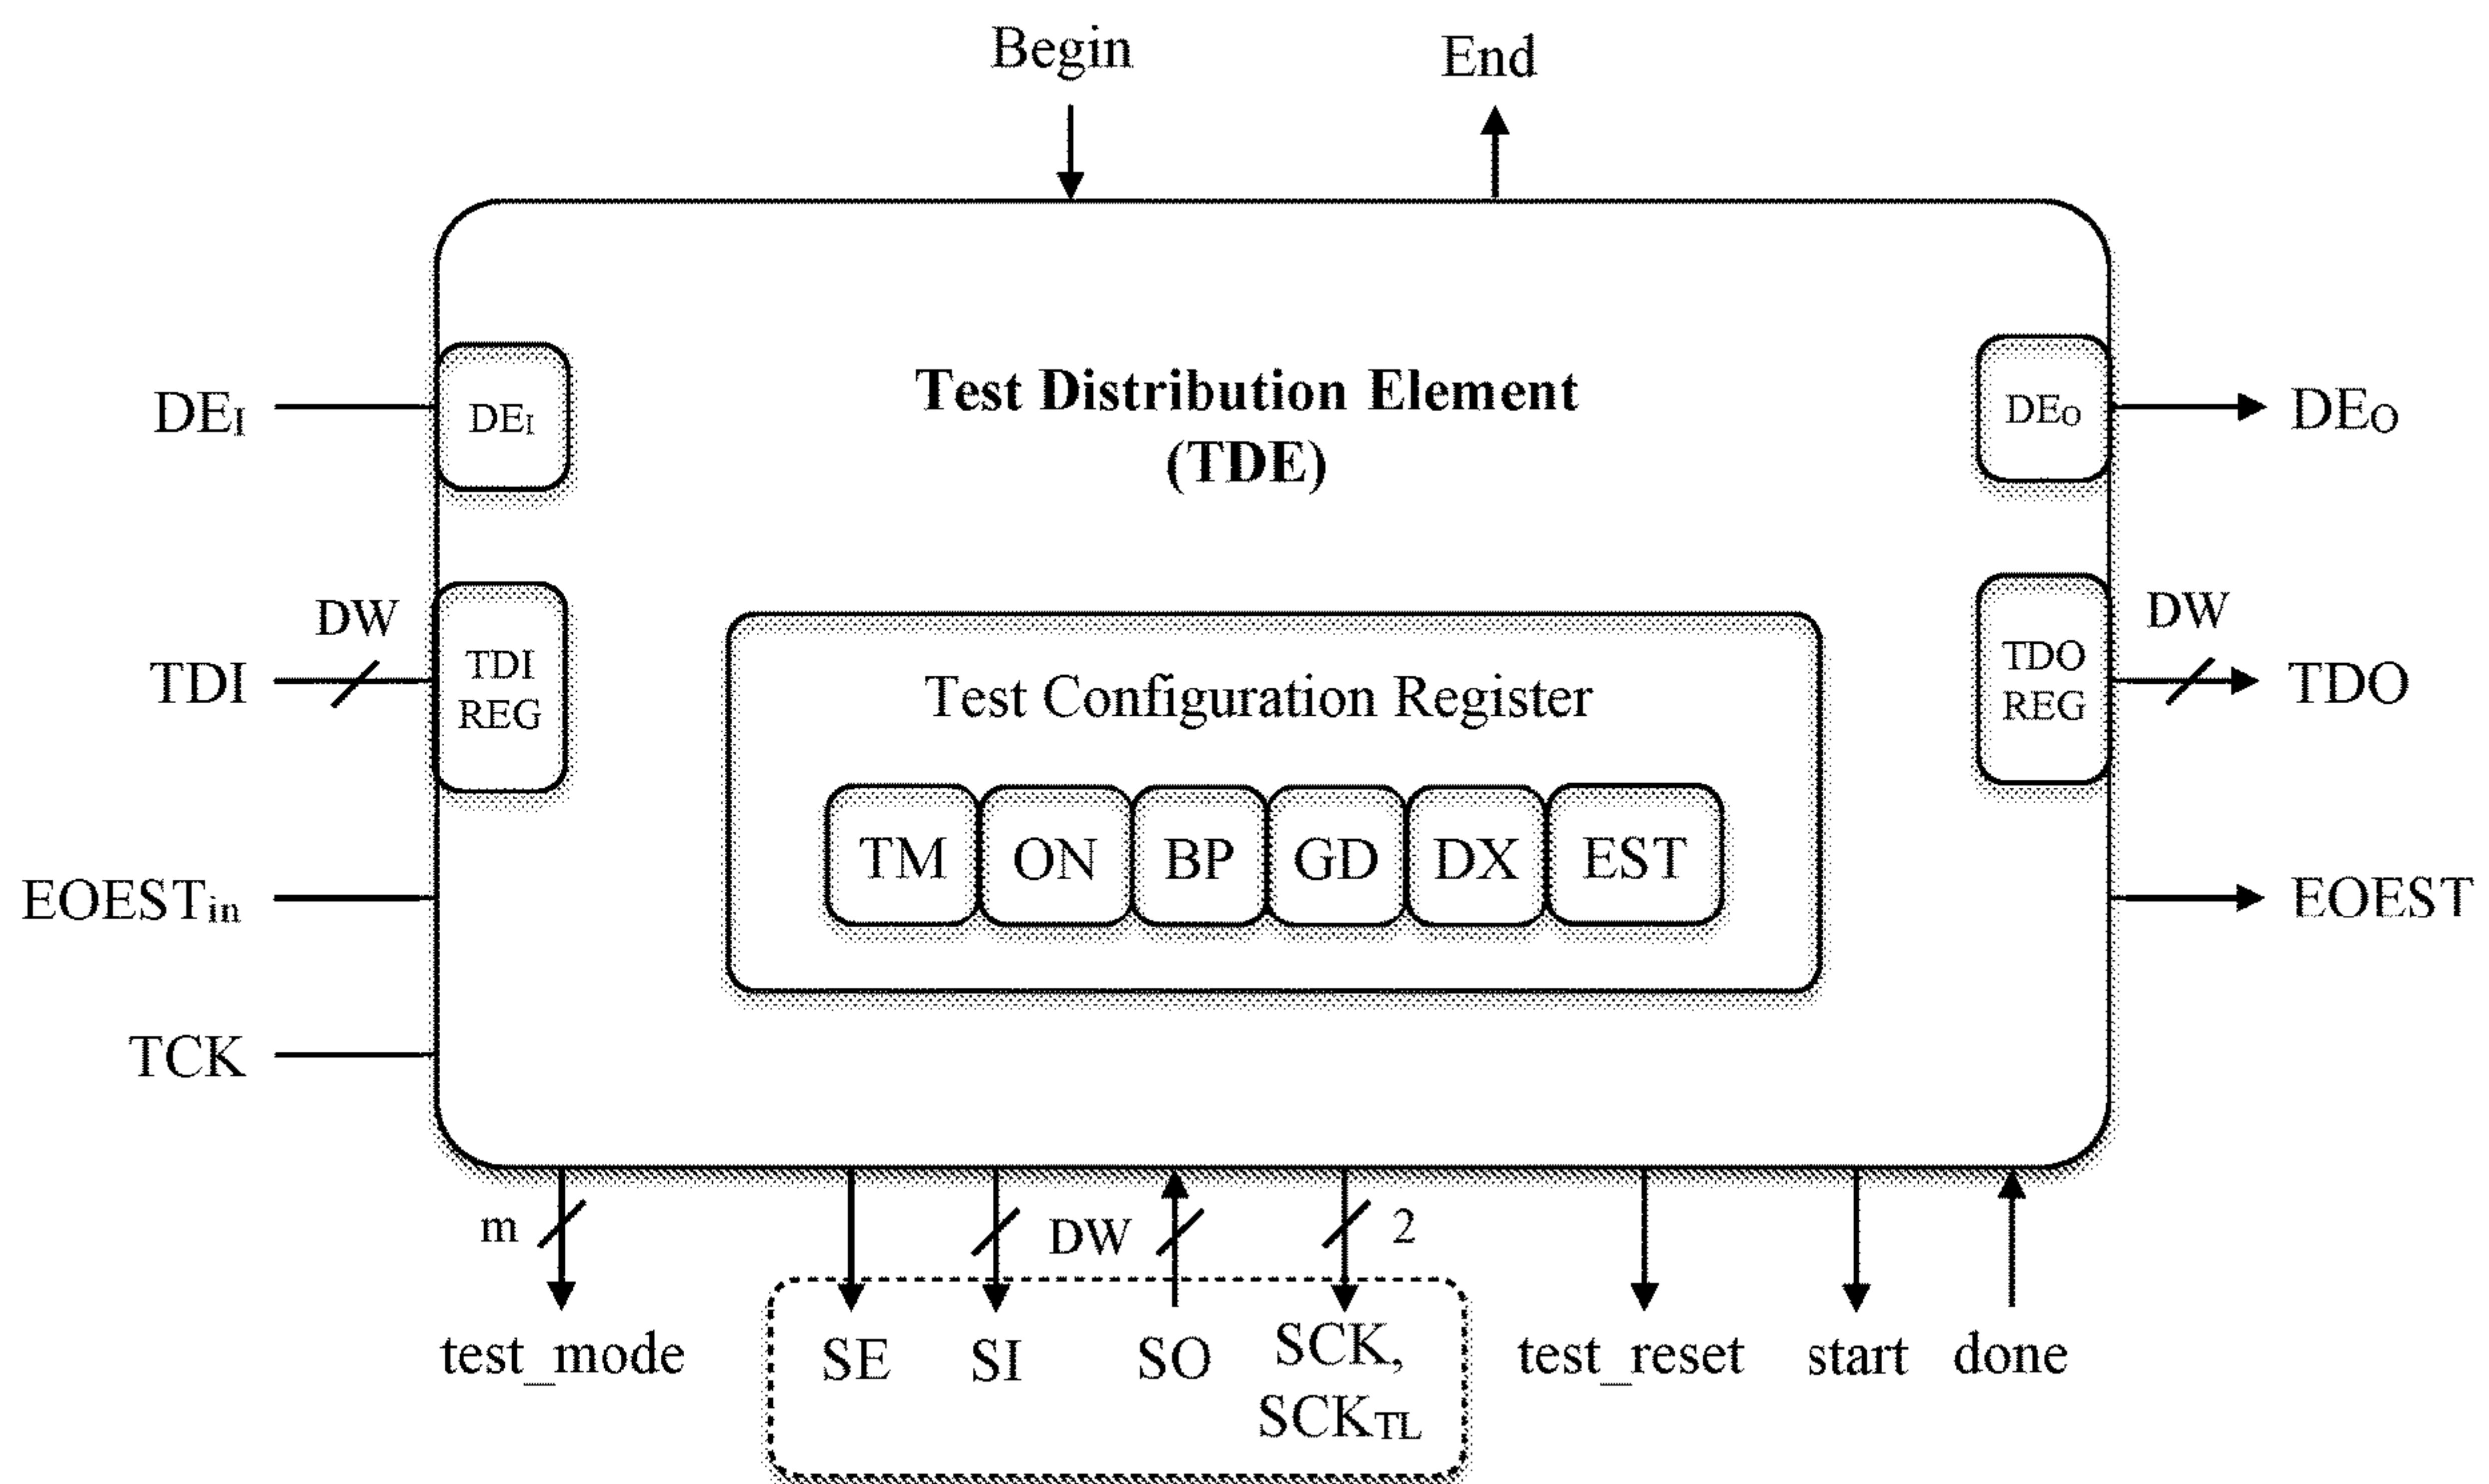 Begin End
Test Distribution Element
(TDE)
DEI
DEI
DEO
DEO
DW
TDI
TDI
REG
TDO
REG
DW
TDO
Test Configuration Register
TM ON BP GD DX EST
EOESTin
EOEST
TCK
m DW 2
test_mode SE SI SO SCK,
SCKTL
test_reset start done